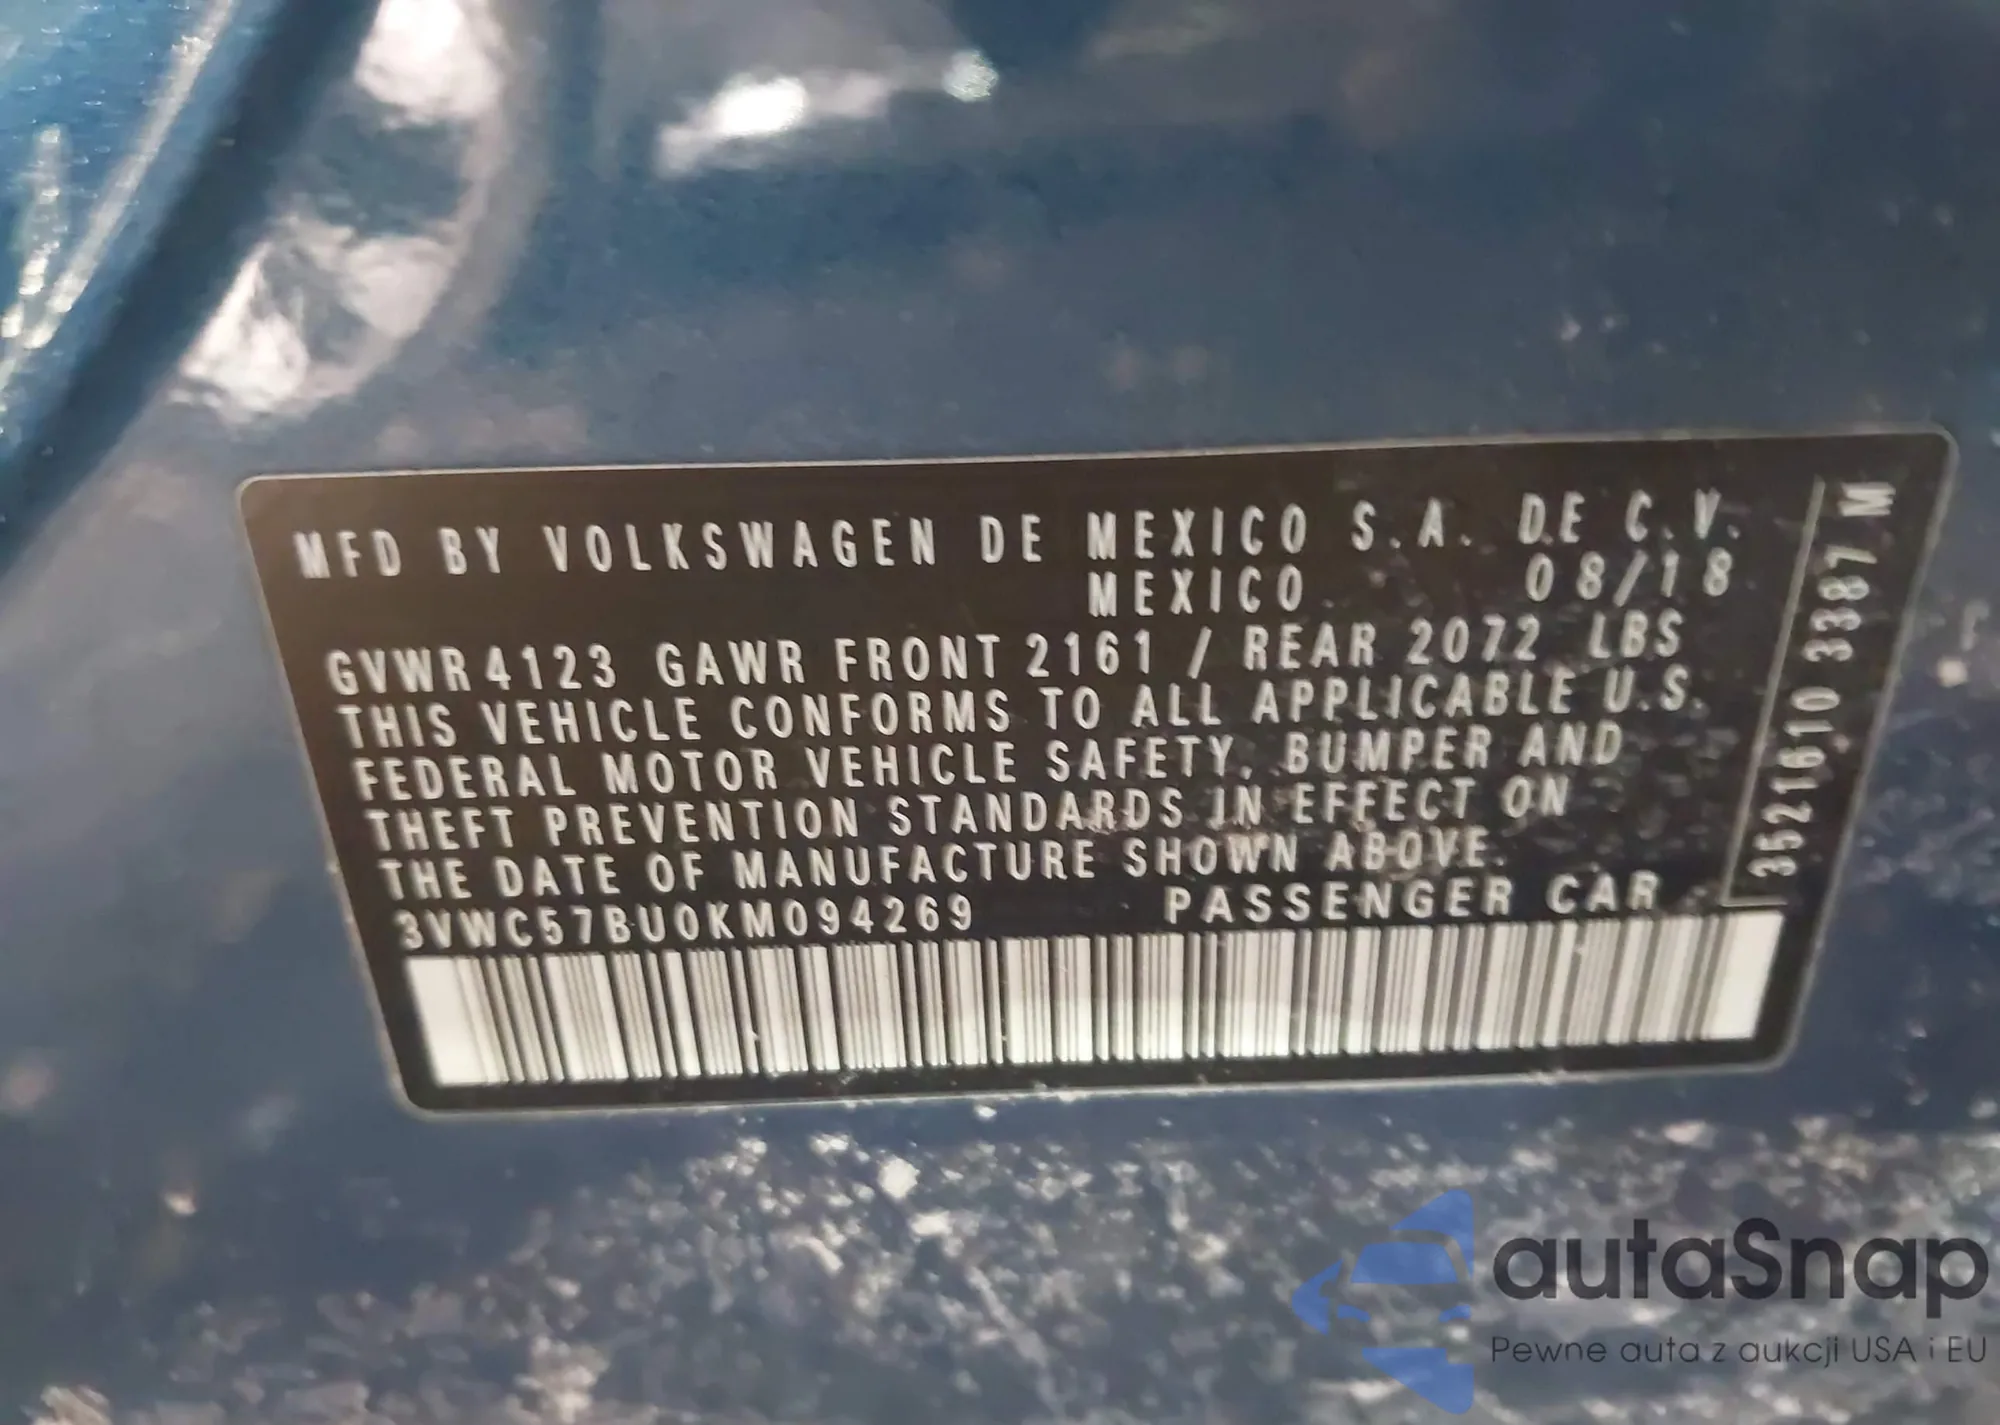 MFD BY VOLKSWAGEN DE MEXICO S.A. DE C.V.
MEXICO 08/18
GVWR 4123 GAWR FRONT 2161 / REAR 2072 LBS
THIS VEHICLE CONFORMS TO ALL APPLICABLE U.S.
FEDERAL MOTOR VEHICLE SAFETY, BUMPER AND
THEFT PREVENTION STANDARDS IN EFFECT ON
THE DATE OF MANUFACTURE SHOWN ABOVE.
3VWC57BU0KM094269 PASSENGER CAR
3521610 3387 M
autaSnap
Pewne auta z aukcji USA i EU